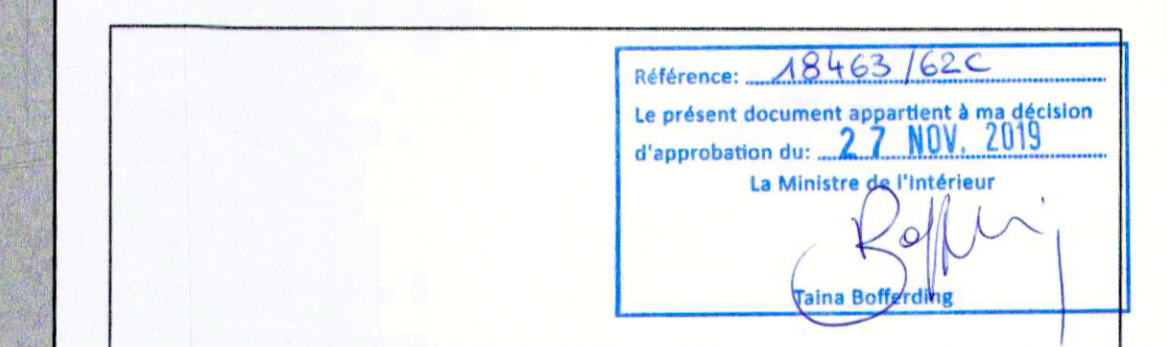 Référence: 18463/62C
Le présent document appartient à ma décision
d'approbation du: 27 NOV. 2019
La Ministre de l'Intérieur
Taina Bofferding